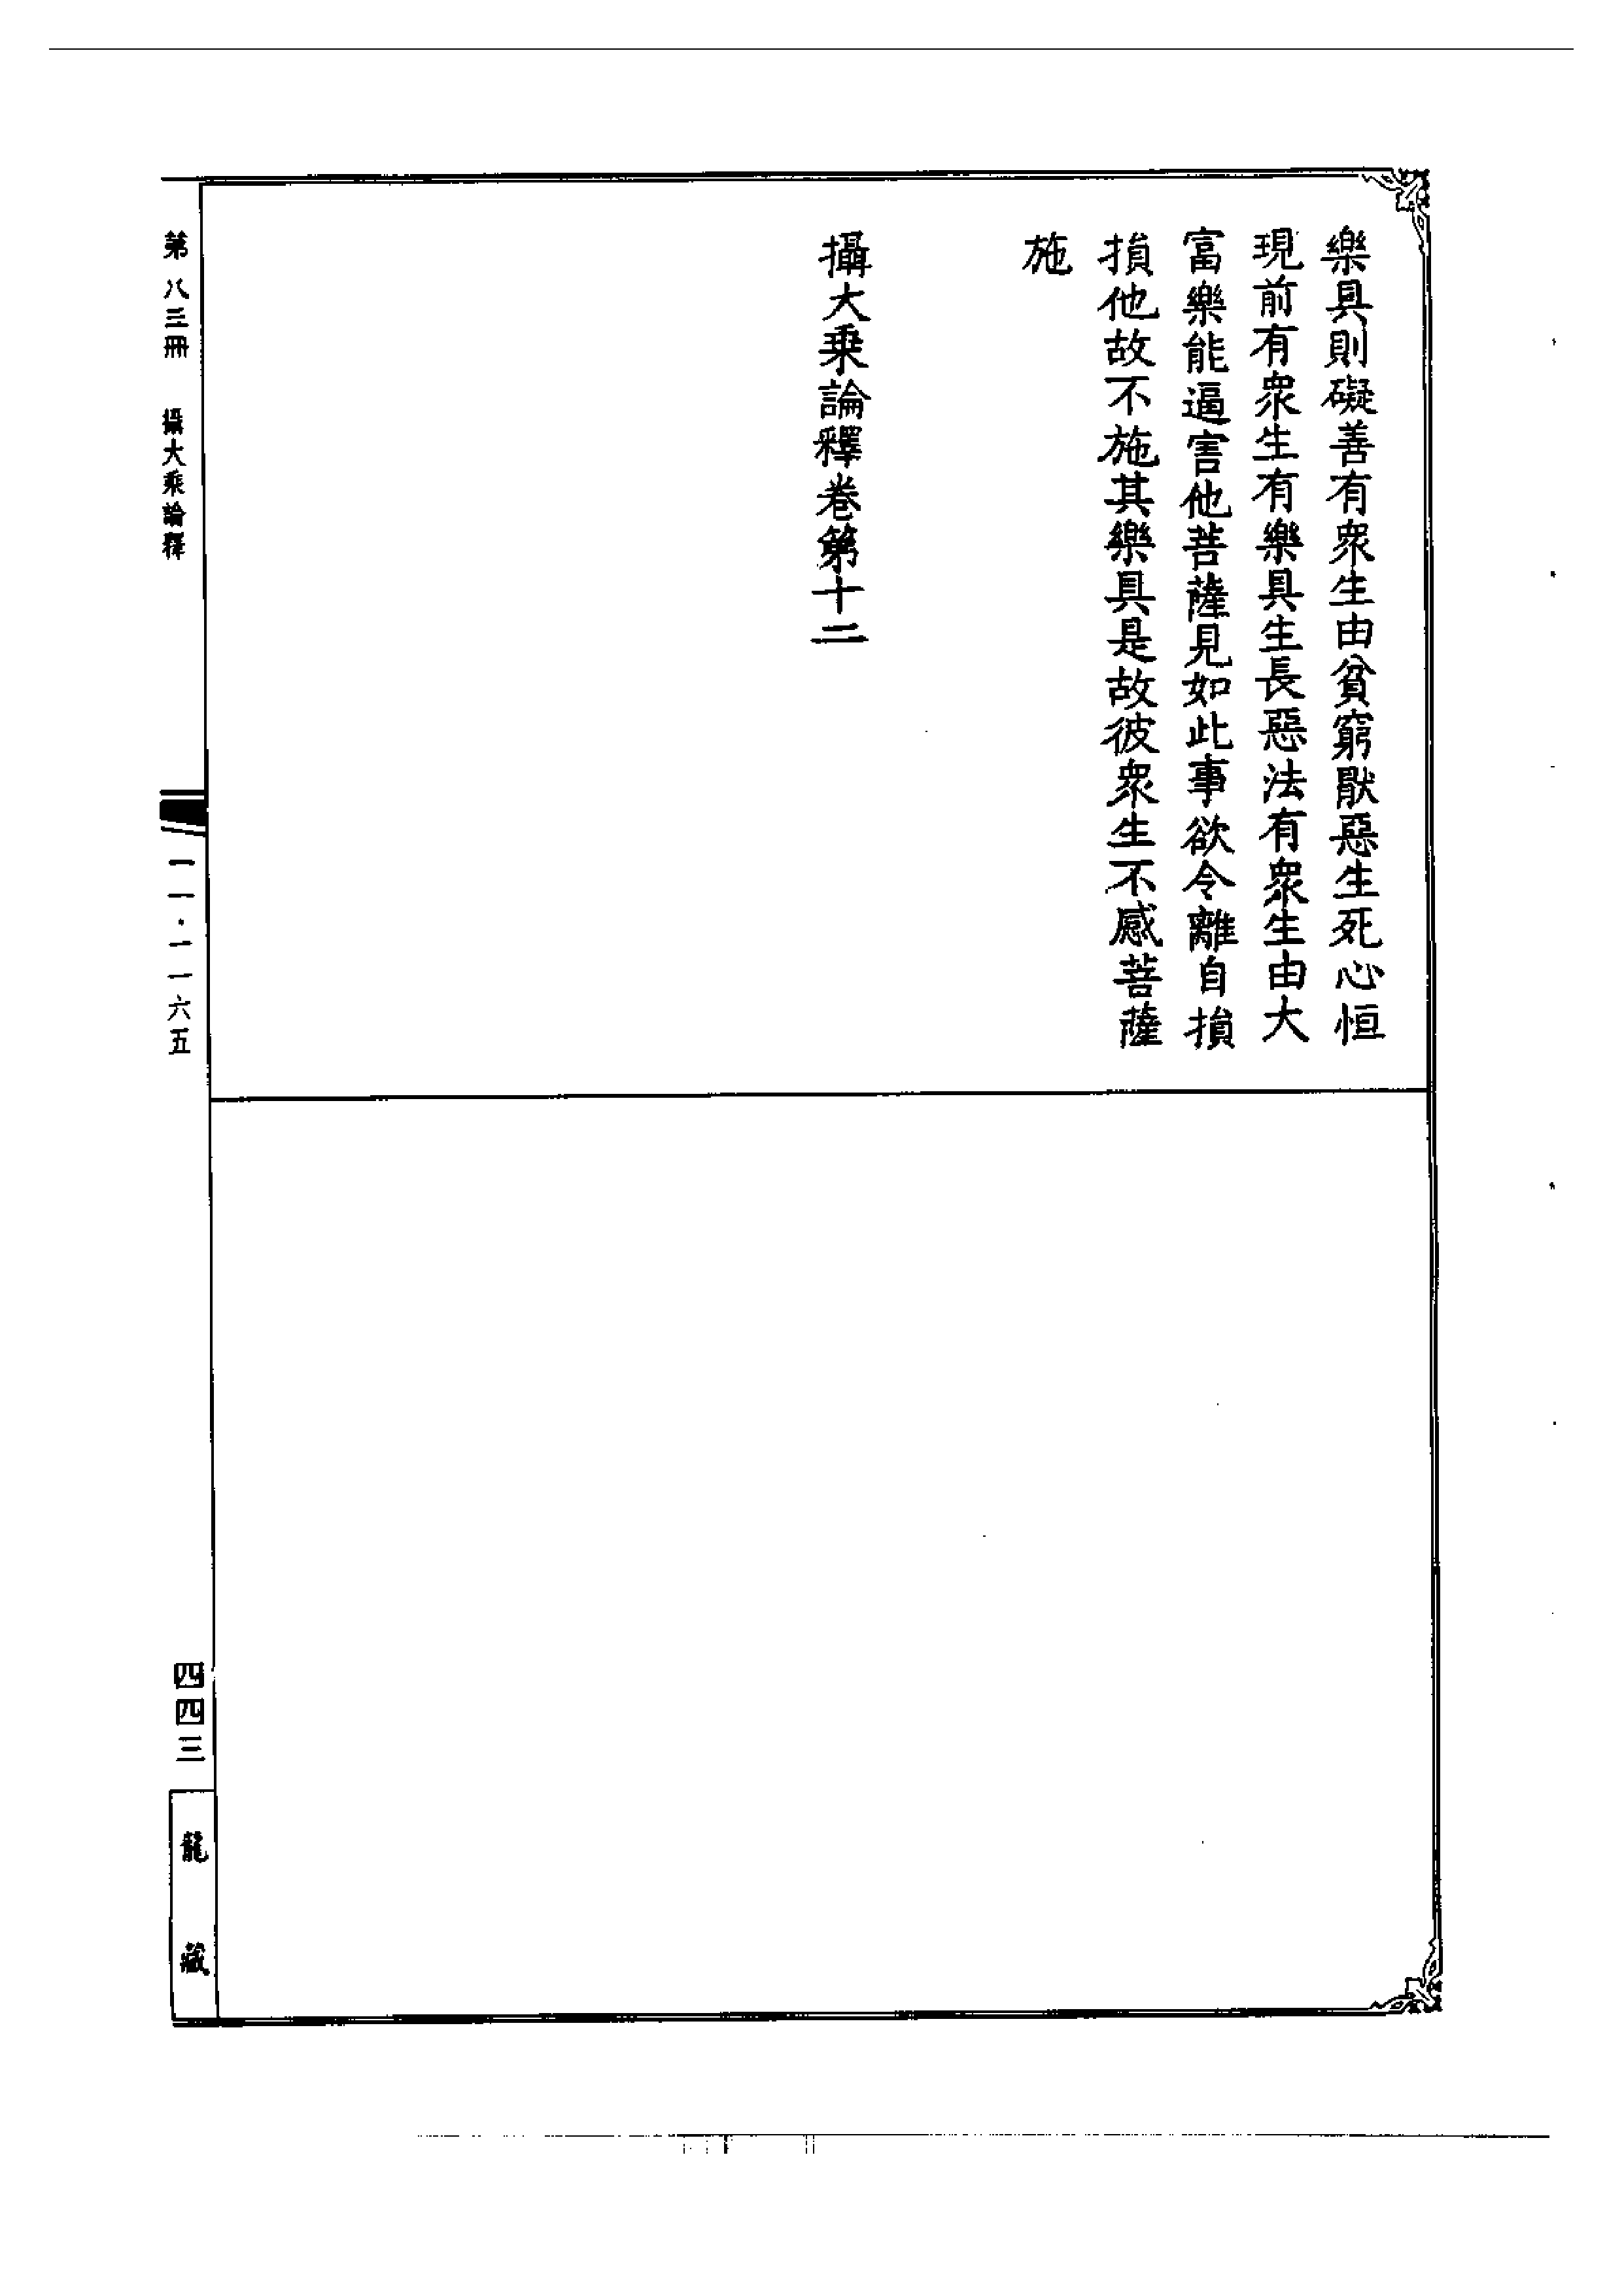 樂具則礙善有衆生由貧窮厭惡生死心恒
現前有衆生有樂具生長惡法有衆生由大
富樂能逼害他菩薩見如此事欲令離自損
損他故不施其樂具是故彼衆生不感菩薩
施
攝大乗論釋卷第十二
第八三冊 攝大乘論釋
一一·一一六五
四四三
龍藏